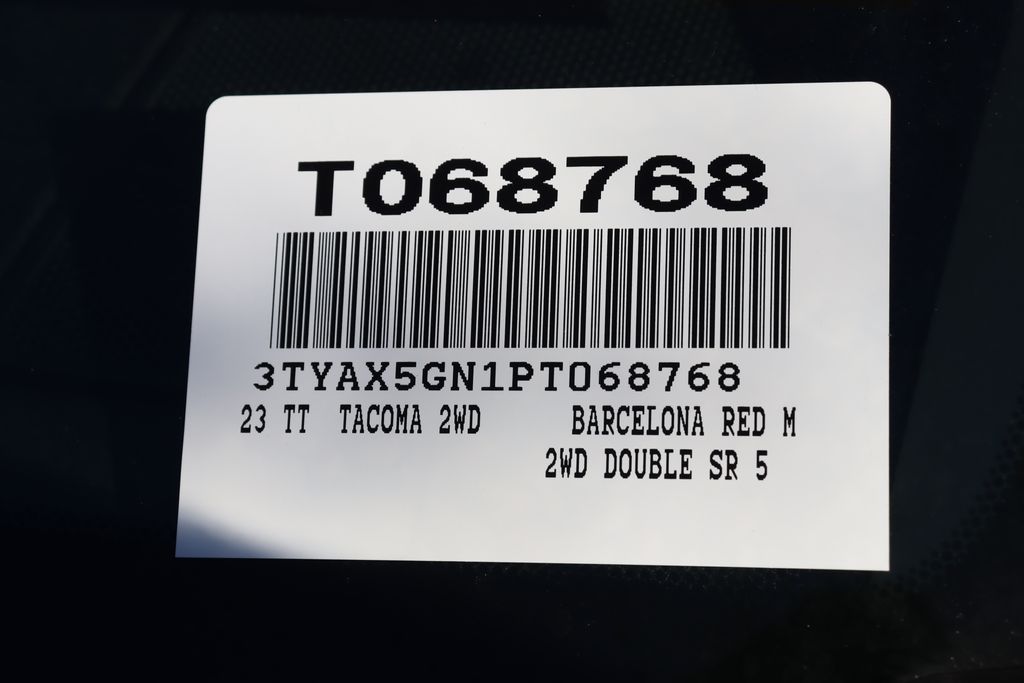 T068768
3TYAX5GN1PT068768
23 TT TACOMA 2WD BARCELONA RED M
2WD DOUBLE SR 5